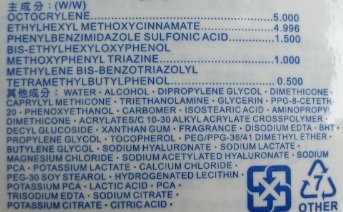 主成分：(W/W)
OCTOCRYLENE 5.000
ETHYLHEXYL METHOXYCINNAMATE 4.996
PHENYLBENZIMIDAZOLE SULFONIC ACID 1.500
BIS-ETHYLHEXYLOXYPHENOL
METHOXYPHENYL TRIAZINE 1.000
METHYLENE BIS-BENZOTRIAZOLYL
TETRAMETHYLBUTYLPHENOL 0.500
其他成分：WATER・ALCOHOL・DIPROPYLENE GLYCOL・DIMETHICONE・
CAPRYLYL METHICONE・TRIETHANOLAMINE・GLYCERIN・PPG-8-CETETH-
20・PHENOXYETHANOL・CARBOMER・ISOSTEARIC ACID・AMINOPROPYL
DIMETHICONE・ACRYLATES/C 10-30 ALKYL ACRYLATE CROSSPOLYMER・
DECYL GLUCOSIDE・XANTHAN GUM・FRAGRANCE・DISODIUM EDTA・BHT・
PROPYLENE GLYCOL・TOCOPHEROL・PEG/PPG-36/41 DIMETHYL ETHER・
BUTYLENE GLYCOL・SODIUM HYALURONATE・SODIUM LACTATE・
MAGNESIUM CHLORIDE・SODIUM ACETYLATED HYALURONATE・SODIUM
PCA・POTASSIUM LACTATE・CALCIUM CHLORIDE・
PEG-30 SOY STEROL・HYDROGENATED LECITHIN・
POTASSIUM PCA・LACTIC ACID・PCA・
TRISODIUM EDTA・SODIUM CITRATE・
POTASSIUM CITRATE・CITRIC ACID・
7
OTHER